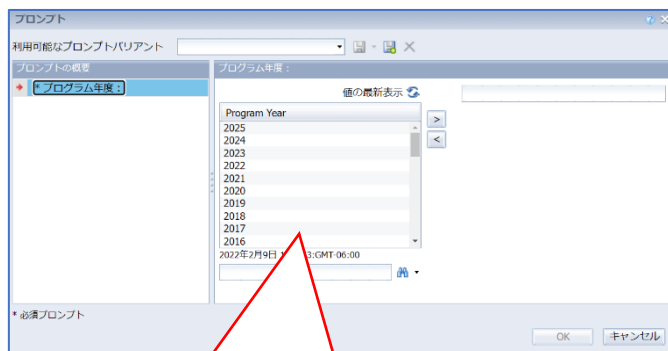 プロンプト
利用可能なプロンプトバリアント
プロンプトの概要
プログラム年度：
* プログラム年度：
値の最新表示
Program Year
2025
2024
2023
2022
2021
2020
2019
2018
2017
2016
2022年2月9日 3:GMT-06:00
* 必須プロンプト
OK
キャンセル